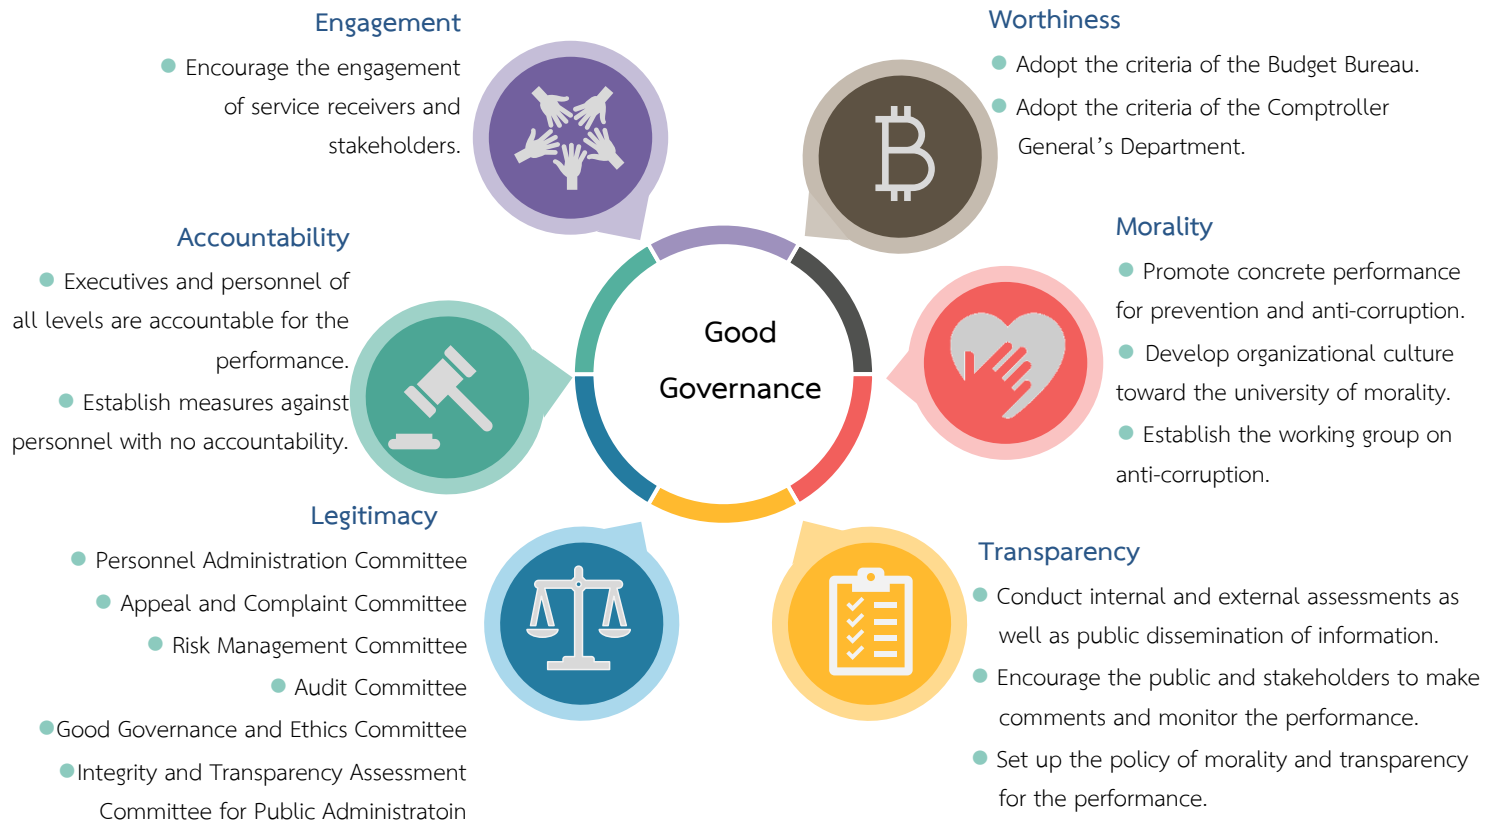 Engagement
● Encourage the engagement
of service receivers and
stakeholders.
Worthiness
● Adopt the criteria of the Budget Bureau.
● Adopt the criteria of the Comptroller
General's Department.
Accountability
● Executives and personnel of
all levels are accountable for the
performance.
● Establish measures against
personnel with no accountability.
Good
Governance
Morality
● Promote concrete performance
for prevention and anti-corruption.
● Develop organizational culture
toward the university of morality.
● Establish the working group on
anti-corruption.
Legitimacy
● Personnel Administration Committee
● Appeal and Complaint Committee
● Risk Management Committee
● Audit Committee
● Good Governance and Ethics Committee
● Integrity and Transparency Assessment
Committee for Public Administratoin
Transparency
● Conduct internal and external assessments as
well as public dissemination of information.
● Encourage the public and stakeholders to make
comments and monitor the performance.
● Set up the policy of morality and transparency
for the performance.